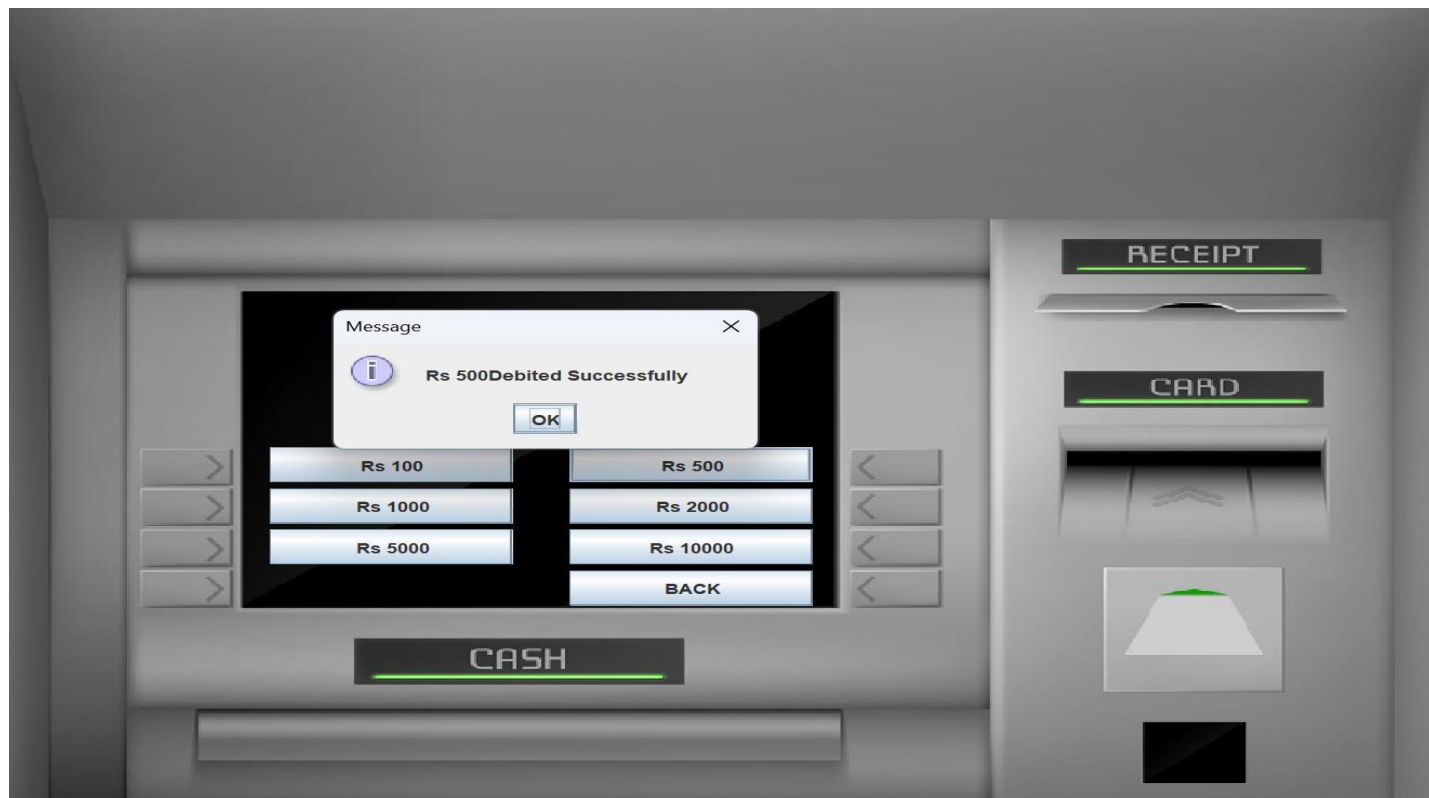 RECEIPT
Message
Rs 500Debited Successfully
OK
CARD
Rs 100
Rs 500
Rs 1000
Rs 2000
Rs 5000
Rs 10000
BACK
CASH